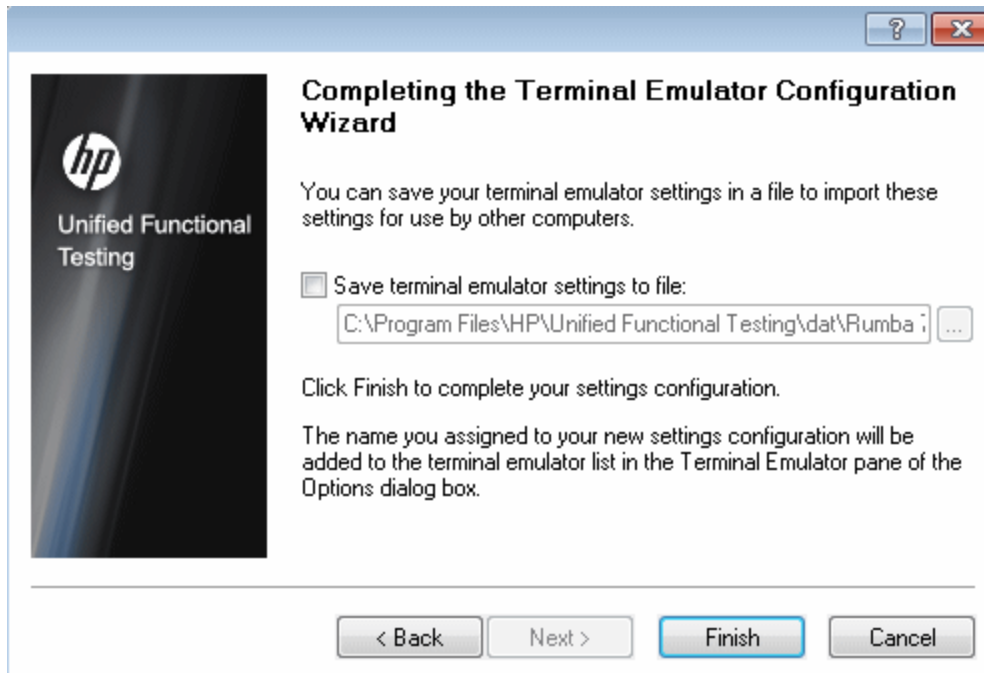 ?
Completing the Terminal Emulator Configuration
Wizard
hp
Unified Functional
Testing
You can save your terminal emulator settings in a file to import these
settings for use by other computers.
Save terminal emulator settings to file:
C:\Program Files\HP\Unified Functional Testing\dat\Rumba
...
Click Finish to complete your settings configuration.
The name you assigned to your new settings configuration will be
added to the terminal emulator list in the Terminal Emulator pane of the
Options dialog box.
< Back
Next >
Finish
Cancel